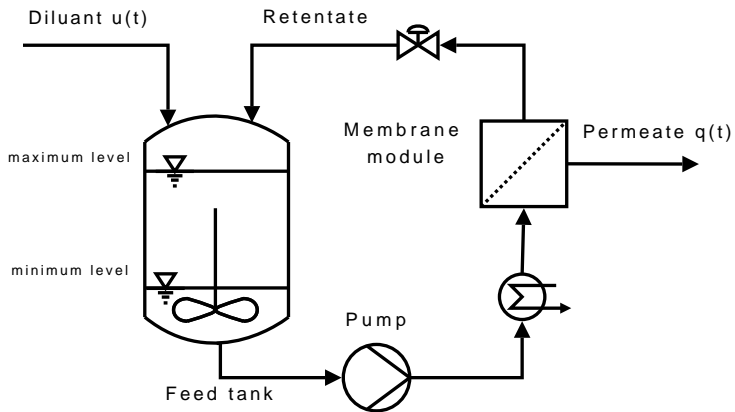 Diluant u(t)
Retentate
Membrane
module
Permeate q(t)
maximum level
minimum level
Pump
Feed tank